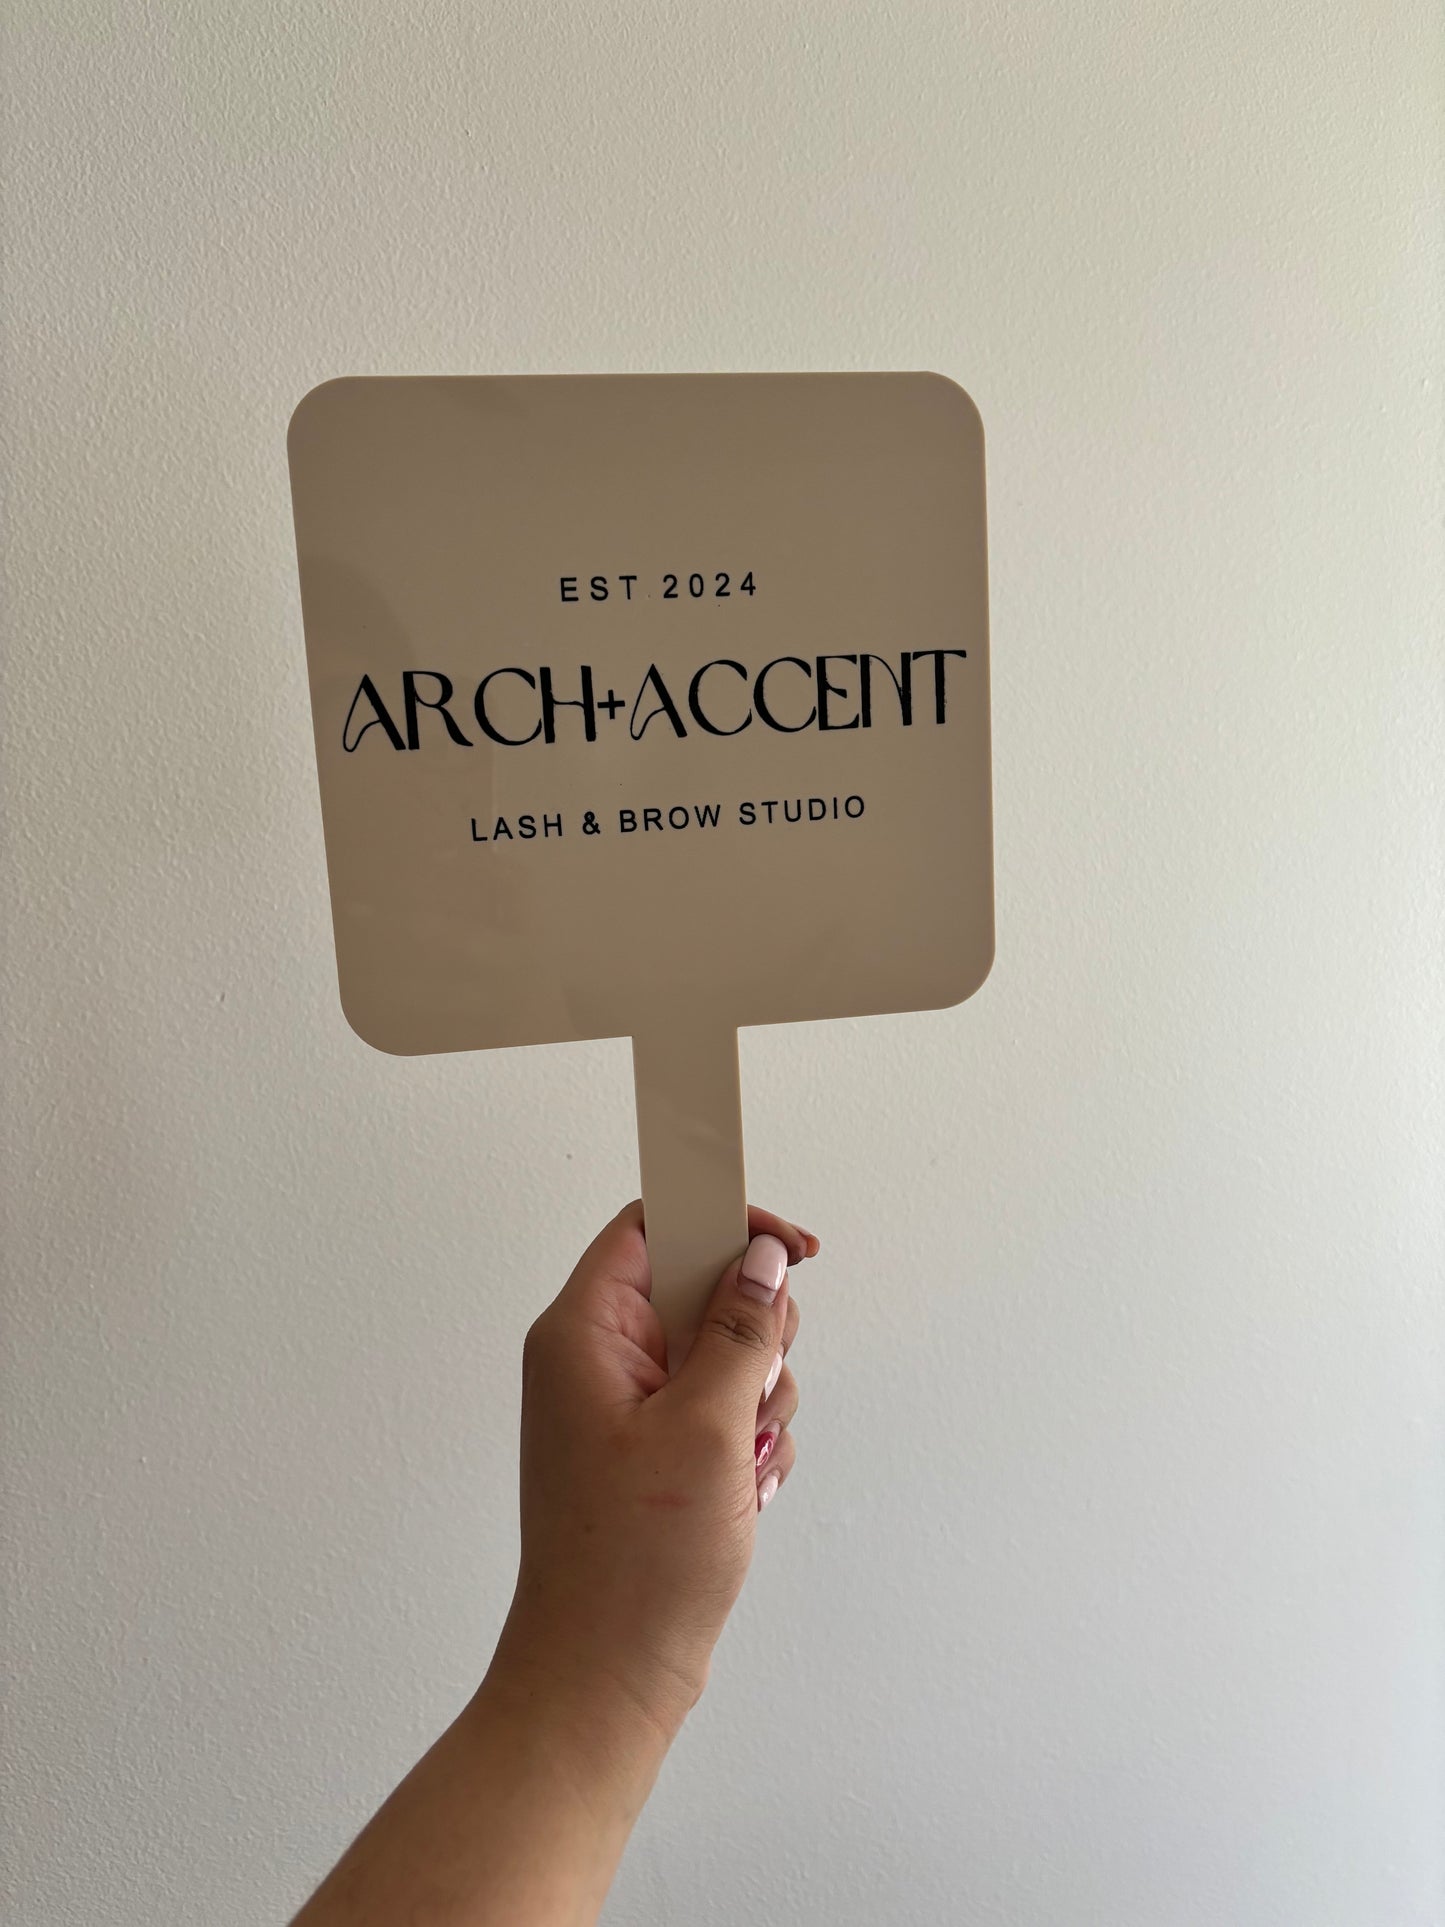 EST 2024
ARCH+ACCENT
LASH & BROW STUDIO